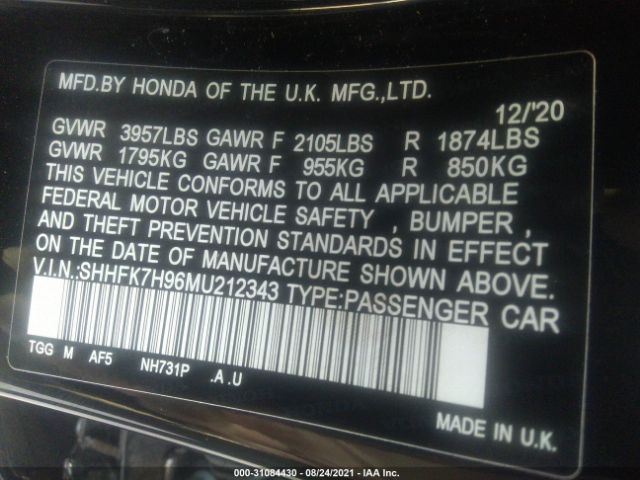 MFD.BY HONDA OF THE U.K. MFG.,LTD.
12/'20
GVWR 3957LBS GAWR F 2105LBS R 1874LBS
GVWR 1795KG GAWR F 955KG R 850KG
THIS VEHICLE CONFORMS TO ALL APPLICABLE
FEDERAL MOTOR VEHICLE SAFETY , BUMPER ,
AND THEFT PREVENTION STANDARDS IN EFFECT
ON THE DATE OF MANUFACTURE SHOWN ABOVE.
V.I.N.:SHHFK7H96MU212343 TYPE:PASSENGER CAR
TGG M AF5 NH731P .A .U
MADE IN U.K.
000-31084430 - 08/24/2021 - IAA Inc.